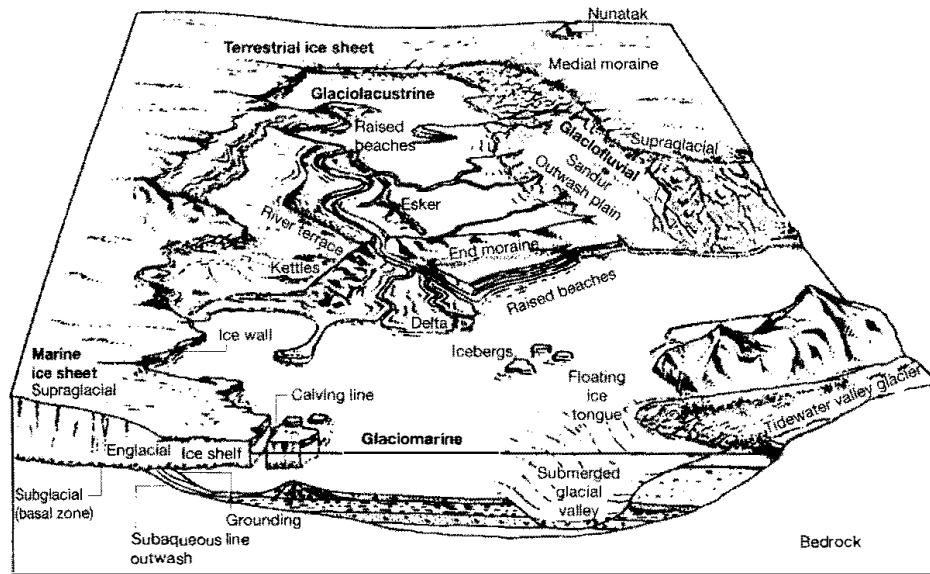 Nunatak
Terrestrial ice sheet
Medial moraine
Glaciolacustrine
Raised
beaches
Glaciofluvial
Supraglacial
Sandur
Outwash plain
Esker
River terrace
End moraine
Kettles
Raised beaches
Delta
Ice wall
Icebergs
Marine
ice sheet
Supraglacial
Floating
ice
tongue
Calving line
Tidewater valley glacier
Glaciomarine
Englacial
Ice shelf
Submerged
glacial
valley
Subglacial
(basal zone)
Grounding
Subaqueous line
outwash
Bedrock